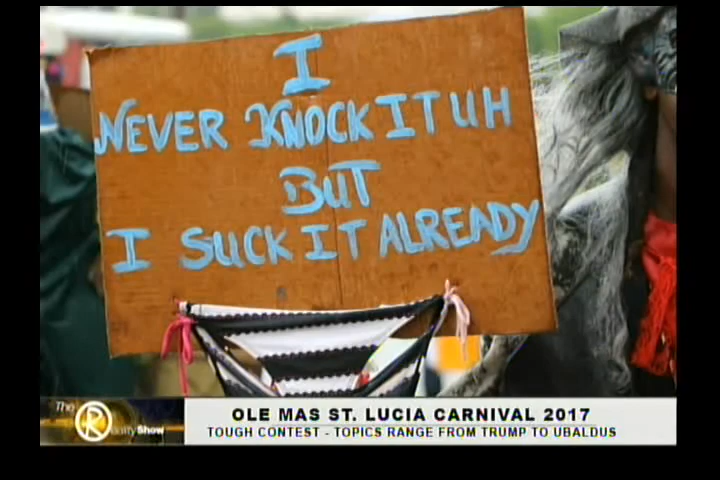 I
NEVER KNOCK IT UH
BUT
I SUCK IT ALREADY
The
Reality Show
OLE MAS ST. LUCIA CARNIVAL 2017
TOUGH CONTEST - TOPICS RANGE FROM TRUMP TO UBALDUS